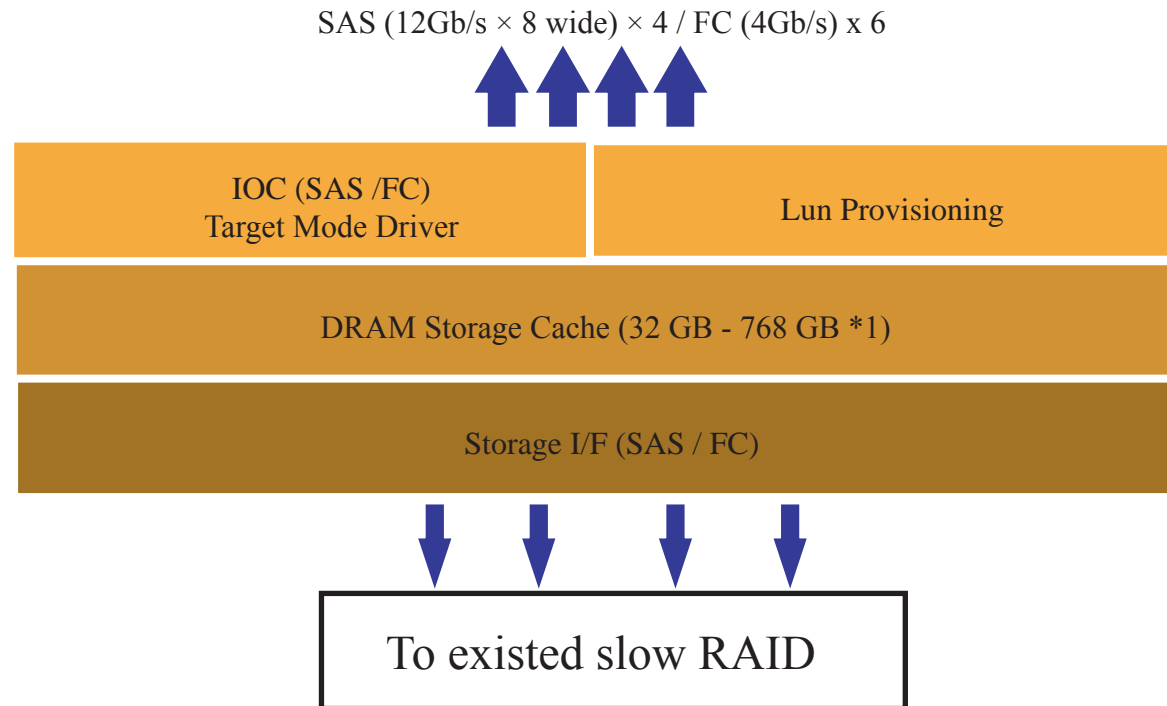 SAS (12Gb/s × 8 wide) × 4 / FC (4Gb/s) x 6
IOC (SAS /FC)
Target Mode Driver
Lun Provisioning
DRAM Storage Cache (32 GB - 768 GB *1)
Storage I/F (SAS / FC)
To existed slow RAID